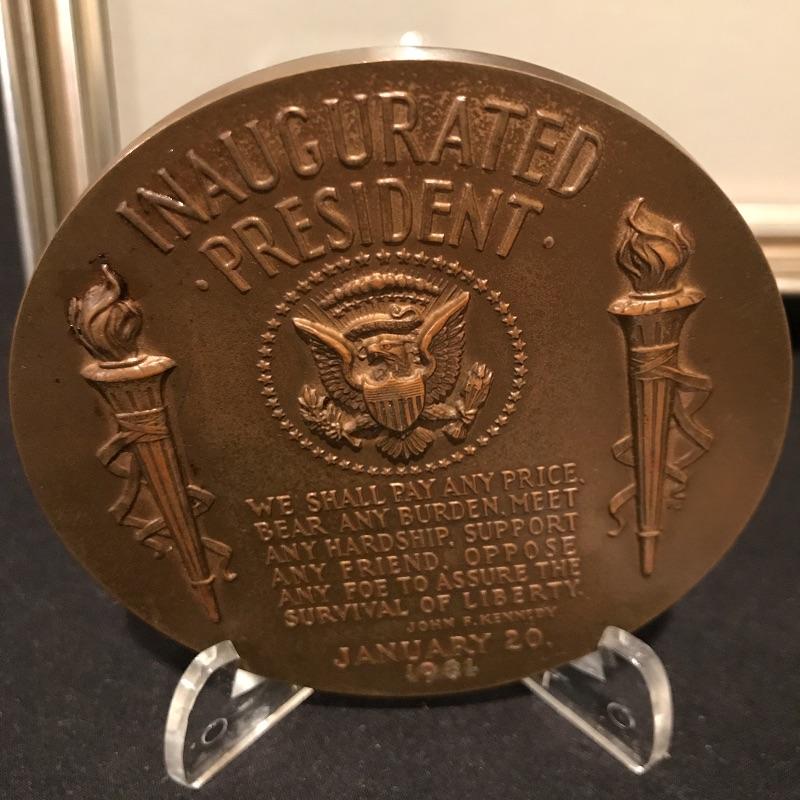 INAUGURATED
· PRESIDENT ·
WE SHALL PAY ANY PRICE,
BEAR ANY BURDEN, MEET
ANY HARDSHIP, SUPPORT
ANY FRIEND, OPPOSE
ANY FOE TO ASSURE THE
SURVIVAL OF LIBERTY.
JOHN F. KENNEDY
JANUARY 20,
1961